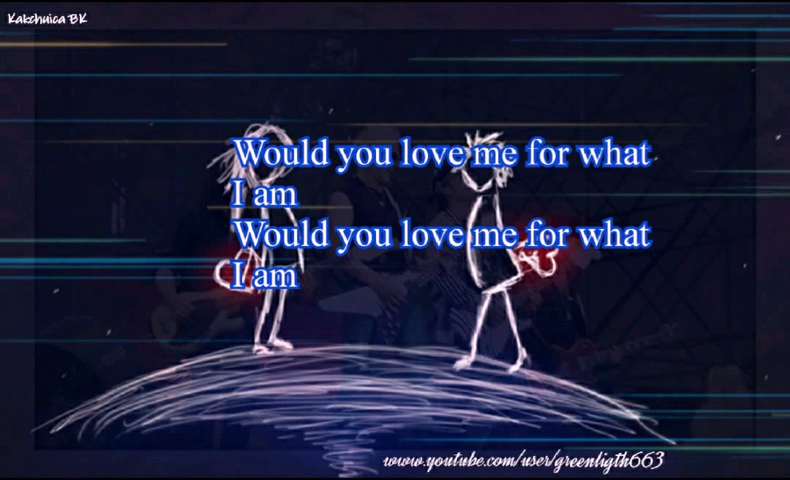 Kakchuica BK
Would you love me for what
I am
Would you love me for what
I am
www.youtube.com/user/greenligth663